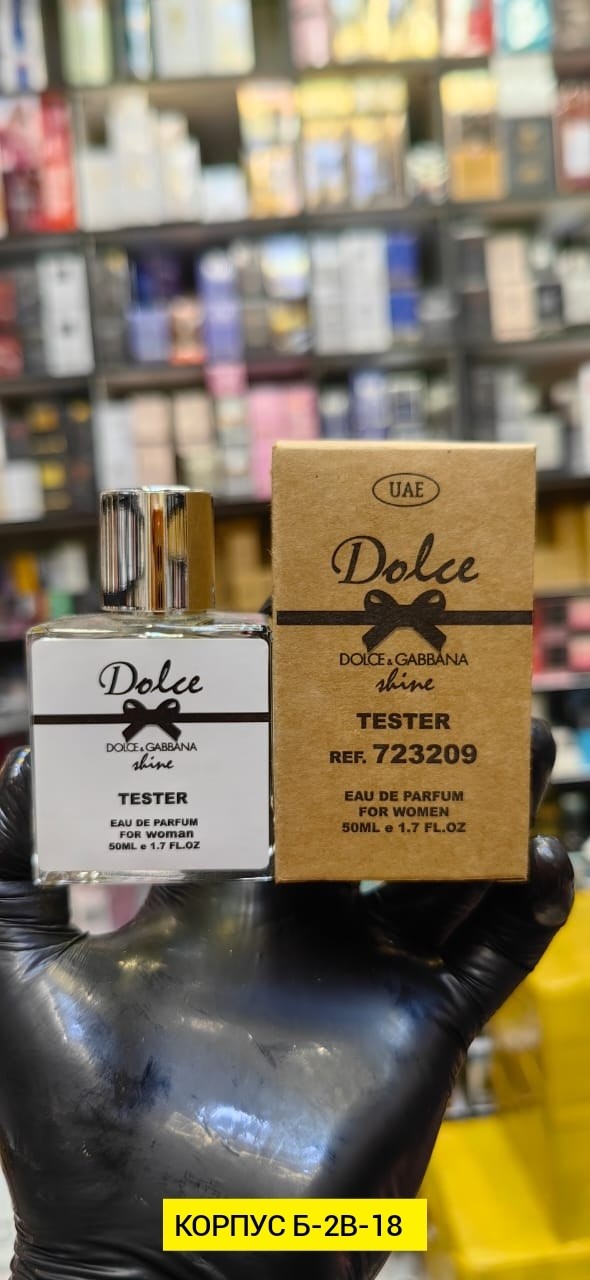 Dolce
DOLCE & GABBANA
shine
TESTER
EAU DE PARFUM
FOR woman
50ML e 1.7 FL.OZ
UAE
Dolce
DOLCE & GABBANA
shine
TESTER
REF. 723209
EAU DE PARFUM
FOR WOMEN
50ML e 1.7 FL.OZ
КОРПУС Б-2В-18